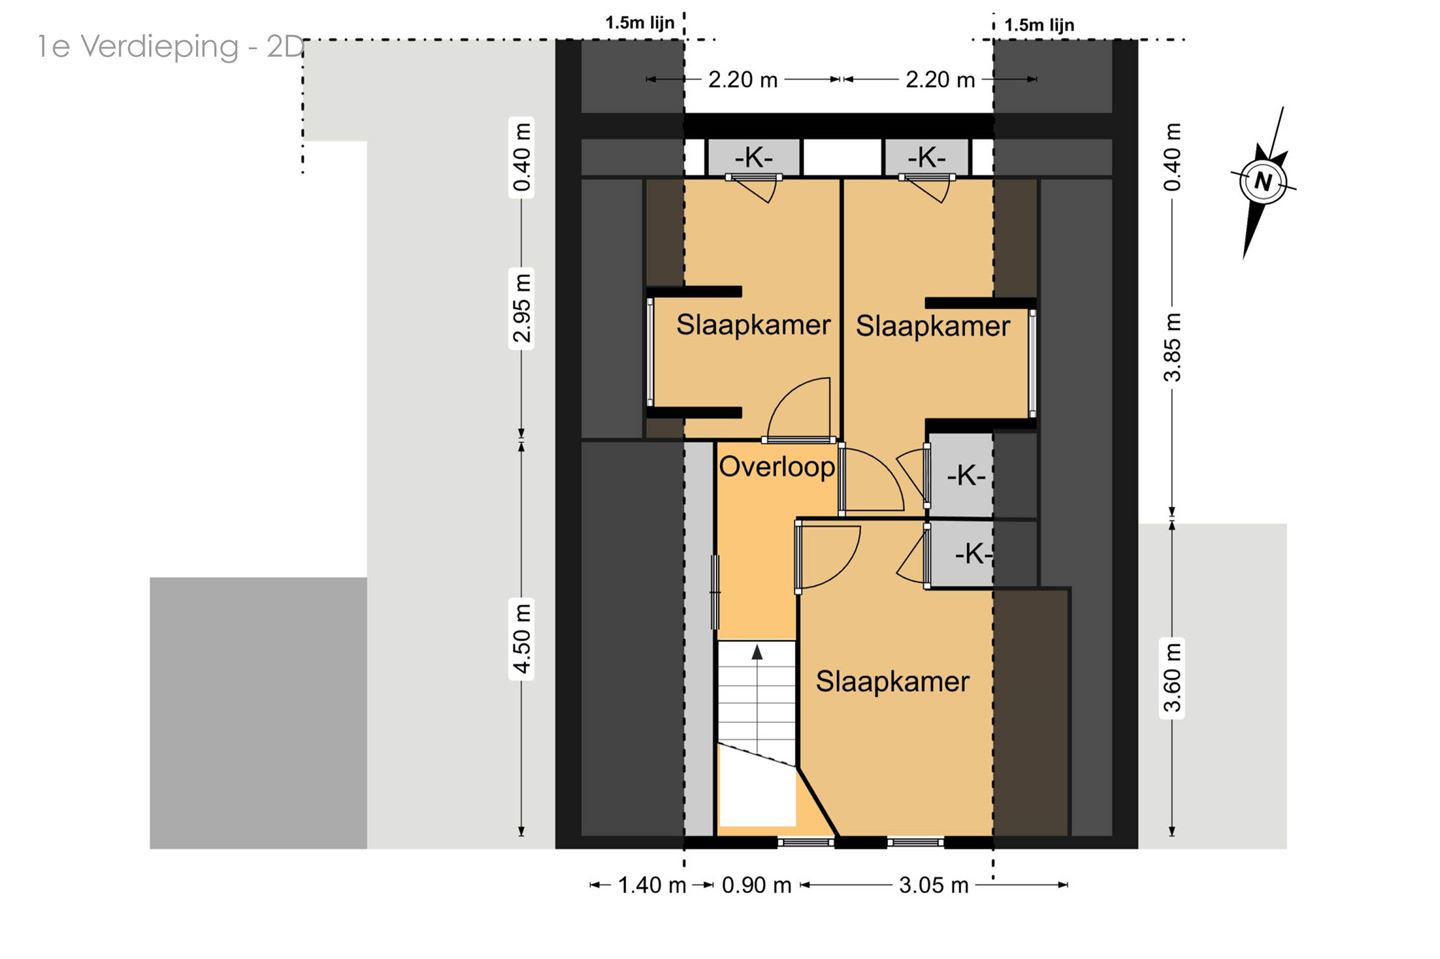 1e Verdieping - 2D
1.5m lijn
1.5m lijn
2.20 m
2.20 m
0.40 m
-K-
-K-
0.40 m
N
2.95 m
Slaapkamer
Slaapkamer
3.85 m
Overloop
-K-
-K-
4.50 m
Slaapkamer
3.60 m
1.40 m
0.90 m
3.05 m